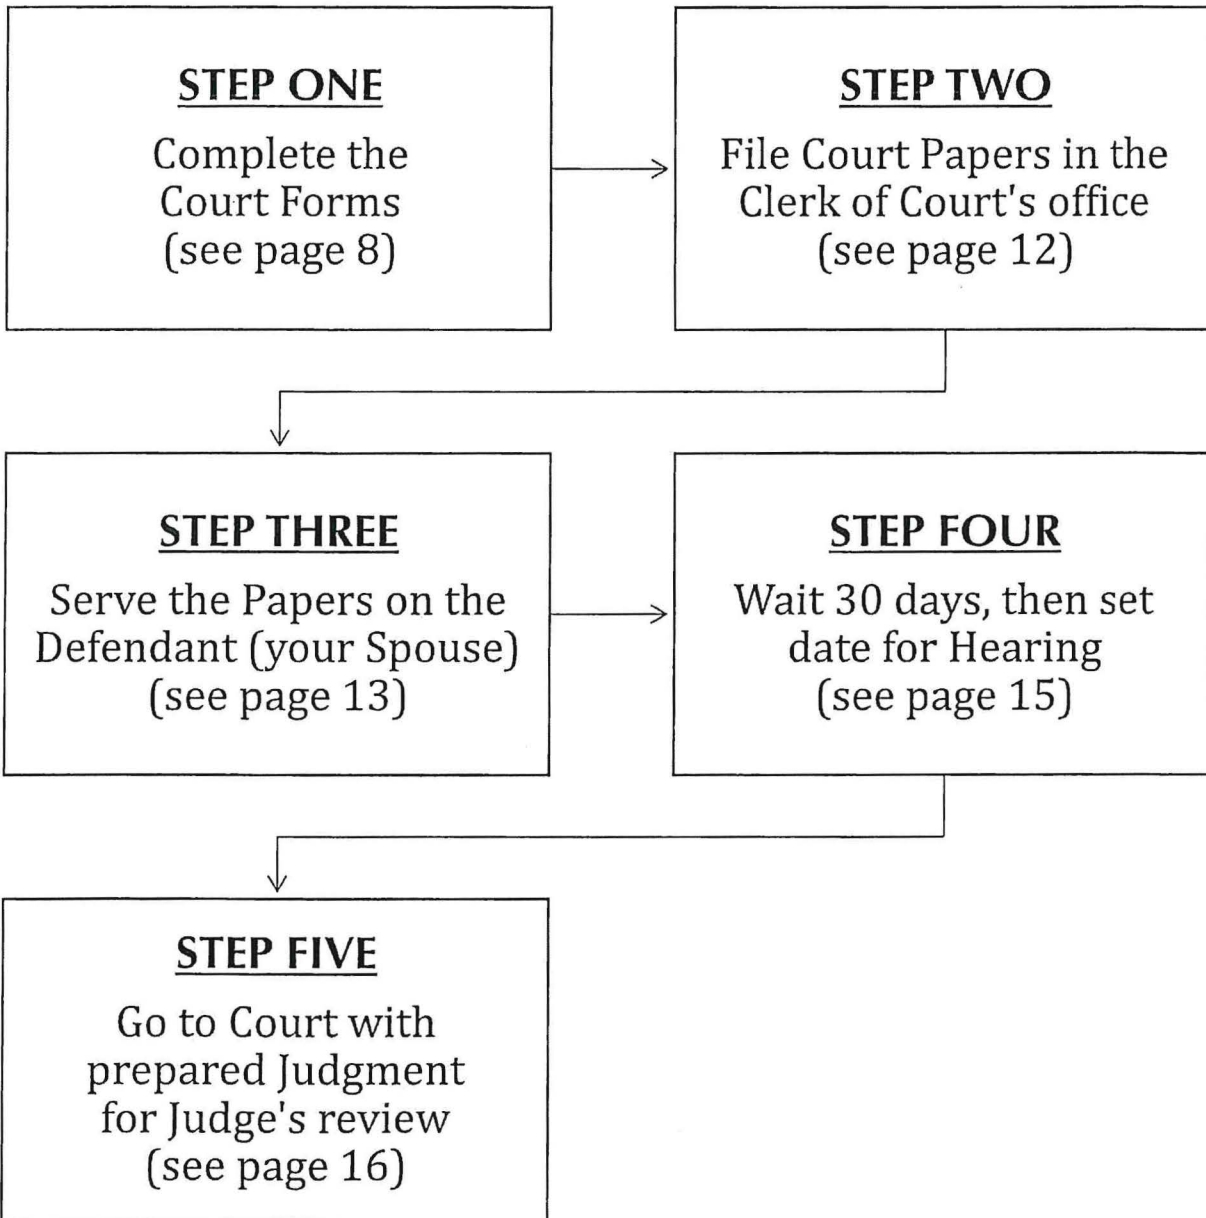 STEP ONE
Complete the
Court Forms
(see page 8)
STEP TWO
File Court Papers in the
Clerk of Court's office
(see page 12)
STEP THREE
Serve the Papers on the
Defendant (your Spouse)
(see page 13)
STEP FOUR
Wait 30 days, then set
date for Hearing
(see page 15)
STEP FIVE
Go to Court with
prepared Judgment
for Judge's review
(see page 16)